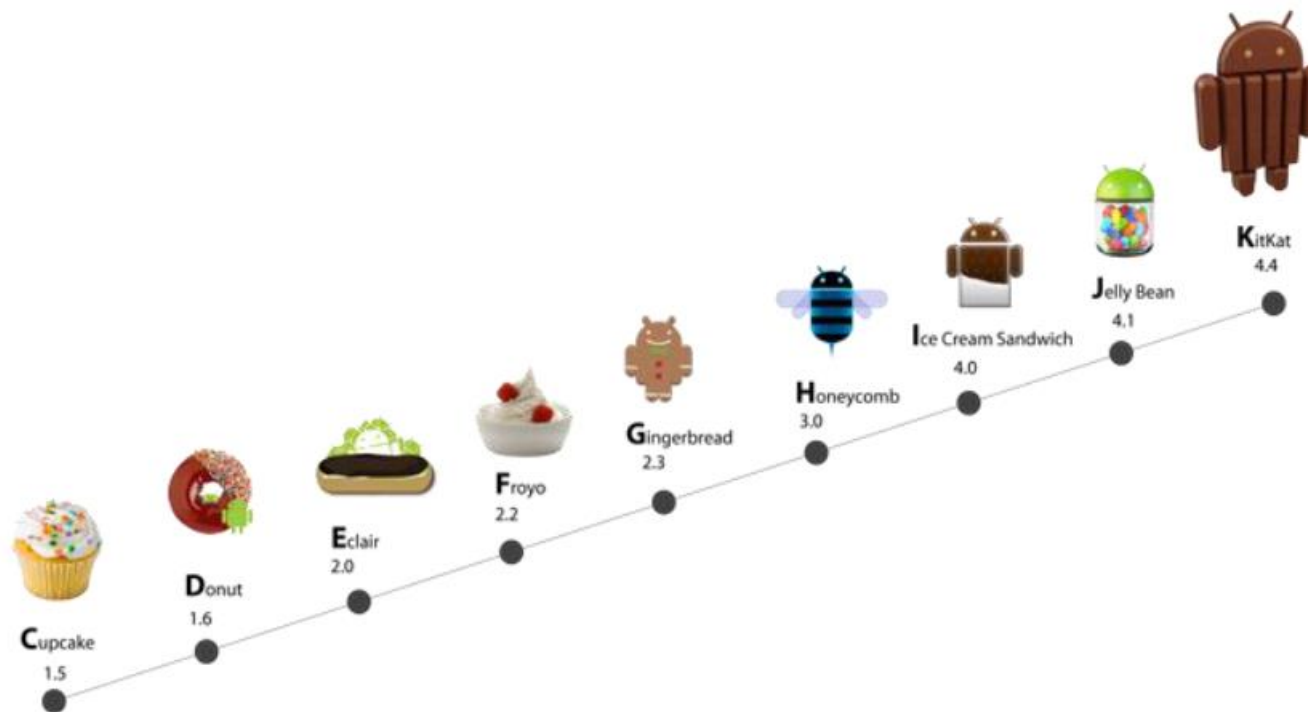 Cupcake
1.5
Donut
1.6
Eclair
2.0
Froyo
2.2
Gingerbread
2.3
Honeycomb
3.0
Ice Cream Sandwich
4.0
Jelly Bean
4.1
KitKat
4.4